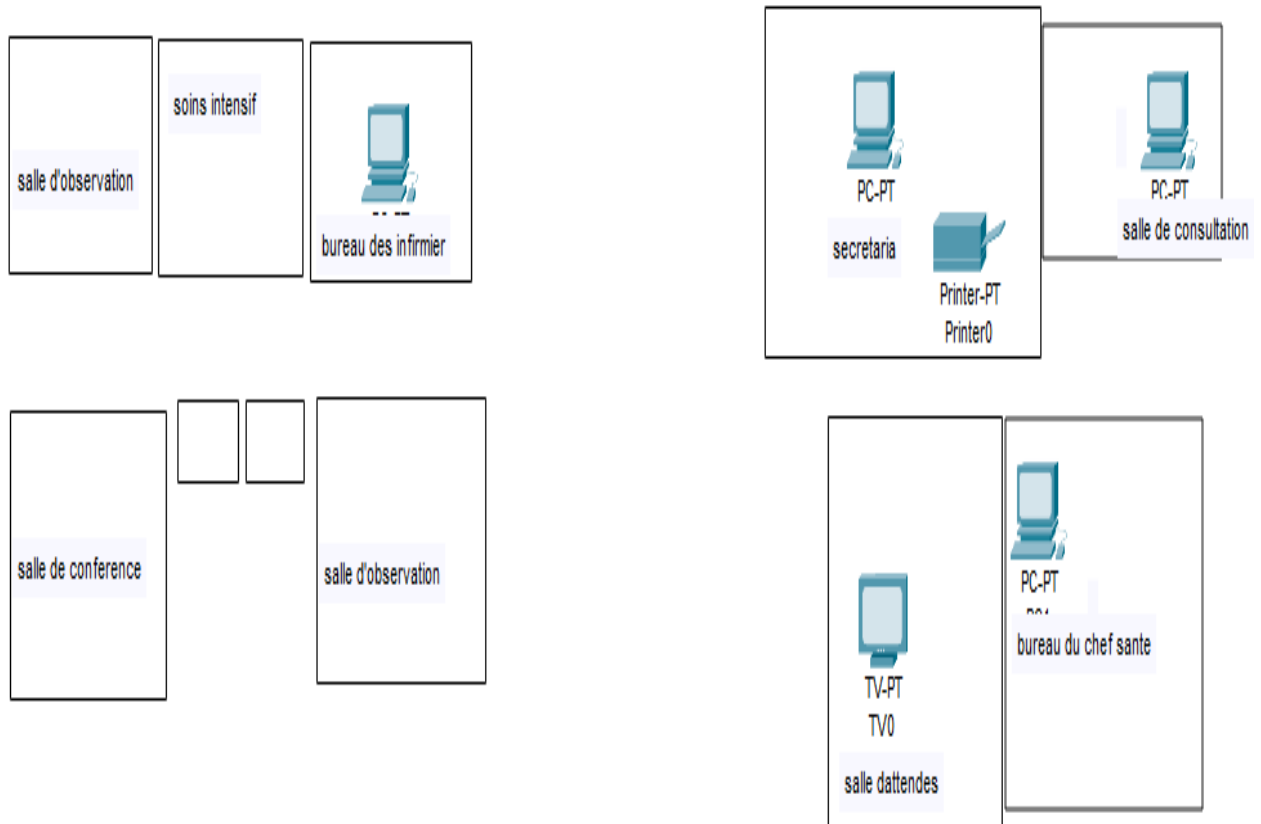 soins intensif
salle d'observation
bureau des infirmier
PC-PT
secretaria
Printer-PT
Printer0
PC-PT
salle de consultation
salle de conference
salle d'observation
TV-PT
TV0
salle dattendes
PC-PT
bureau du chef sante